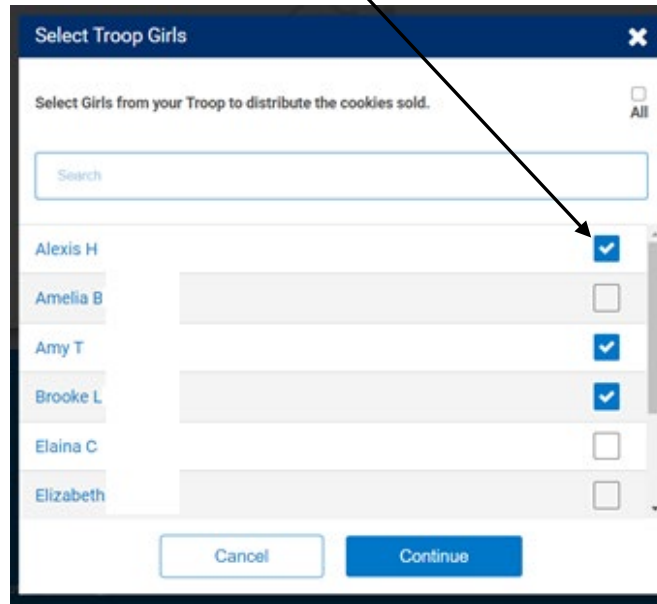 Select Troop Girls
Select Girls from your Troop to distribute the cookies sold.
All
Search
Alexis H
Amelia B
Amy T
Brooke L
Elaina C
Elizabeth
Cancel
Continue